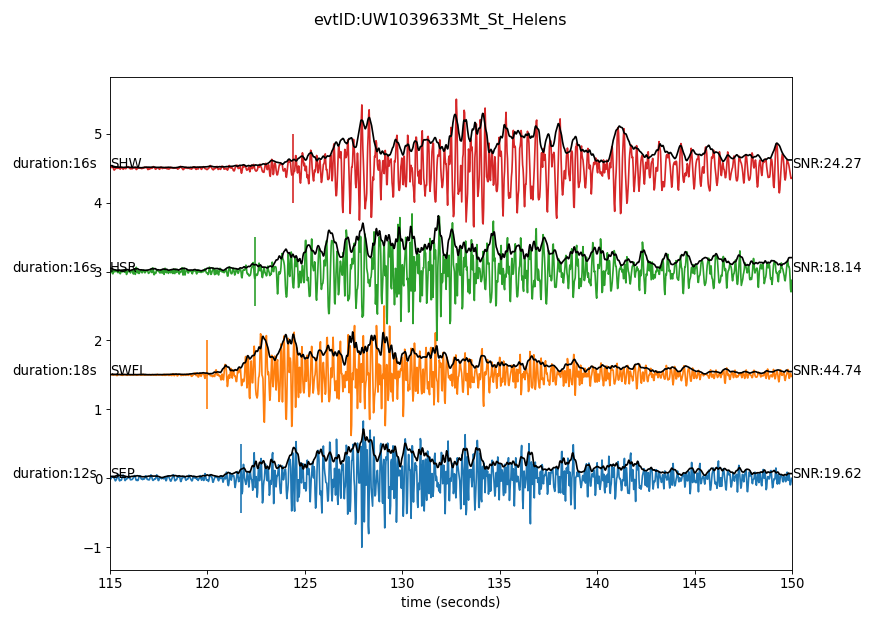 evtID:UW1039633Mt_St_Helens
5
duration:16s SHW SNR:24.27
4
duration:16s HSR SNR:18.14
3
2
duration:18s SWFL SNR:44.74
1
duration:12s SEP SNR:19.62
0
−1
115 120 125 130 135 140 145 150
time (seconds)